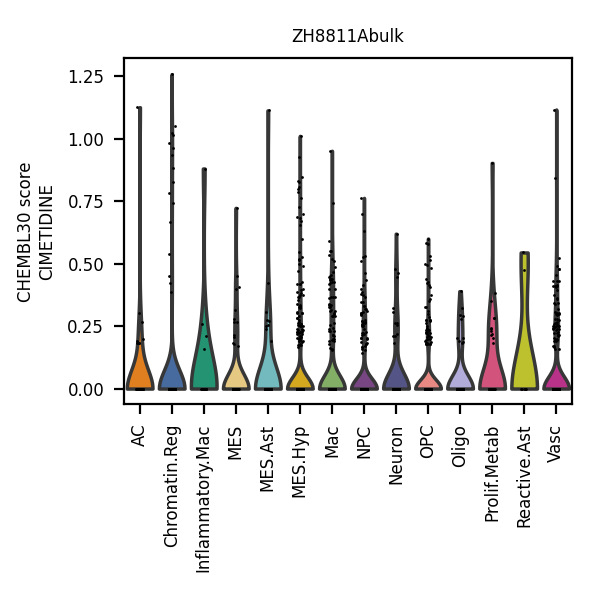 ZH8811Abulk
CHEMBL30 score
CIMETIDINE
1.25
1.00
0.75
0.50
0.25
0.00
AC
Chromatin.Reg
Inflammatory.Mac
MES
MES.Ast
MES.Hyp
Mac
NPC
Neuron
OPC
Oligo
Prolif.Metab
Reactive.Ast
Vasc